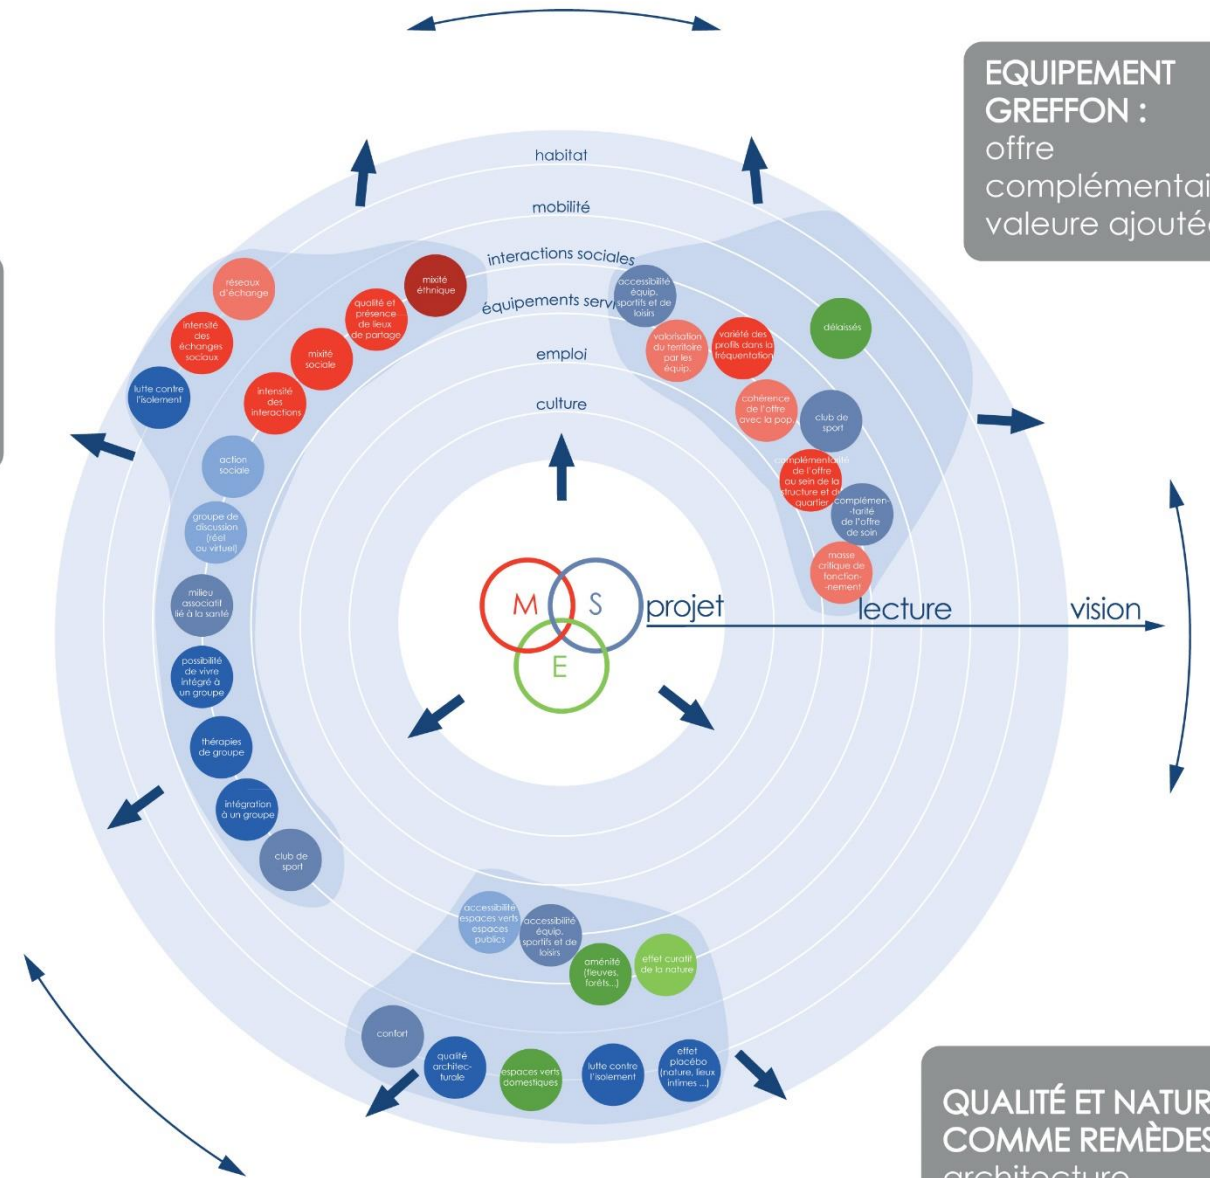 EQUIPEMENT
GREFFON :
offre
complémentai
valeure ajouté
habitat
mobilité
interactions sociales
équipements servi
emploi
culture
réseaux
d'échange
intensité
des
échanges
sociaux
lutte contre
l'isolement
mixité
éthnique
qualité et
présence
de lieux
de partage
mixité
sociale
intensité
des
interactions
action
sociale
groupe de
discussion
(réel
ou virtuel)
milieu
associatif
lié à la santé
possibilité
de vivre
intégré à
un groupe
thérapies
de groupe
intégration
à un groupe
club de
sport
accessibilité
équip.
sportifs et de
loisirs
valorisation
du territoire
par les
équip.
variété des
profils dans la
fréquentation
délaissés
cohérence
de l'offre
avec la pop.
club de
sport
complémentarité
de l'offre
au sein de la
structure et du
quartier
complémen-
-tarité
de l'offre
de soin
masse
critique de
fonction-
-nement
M
S
E
projet
lecture
vision
accessibilité
espaces verts
espaces
publics
accessibilité
équip.
sportifs et de
loisirs
aménité
(fleuves,
forêts...)
effet curatif
de la nature
confort
qualité
architec-
turale
espaces verts
domestiques
lutte contre
l'isolement
effet
placébo
(nature, lieux
intimes ...)
QUALITÉ ET NATUR
COMME REMÈDES
architecture